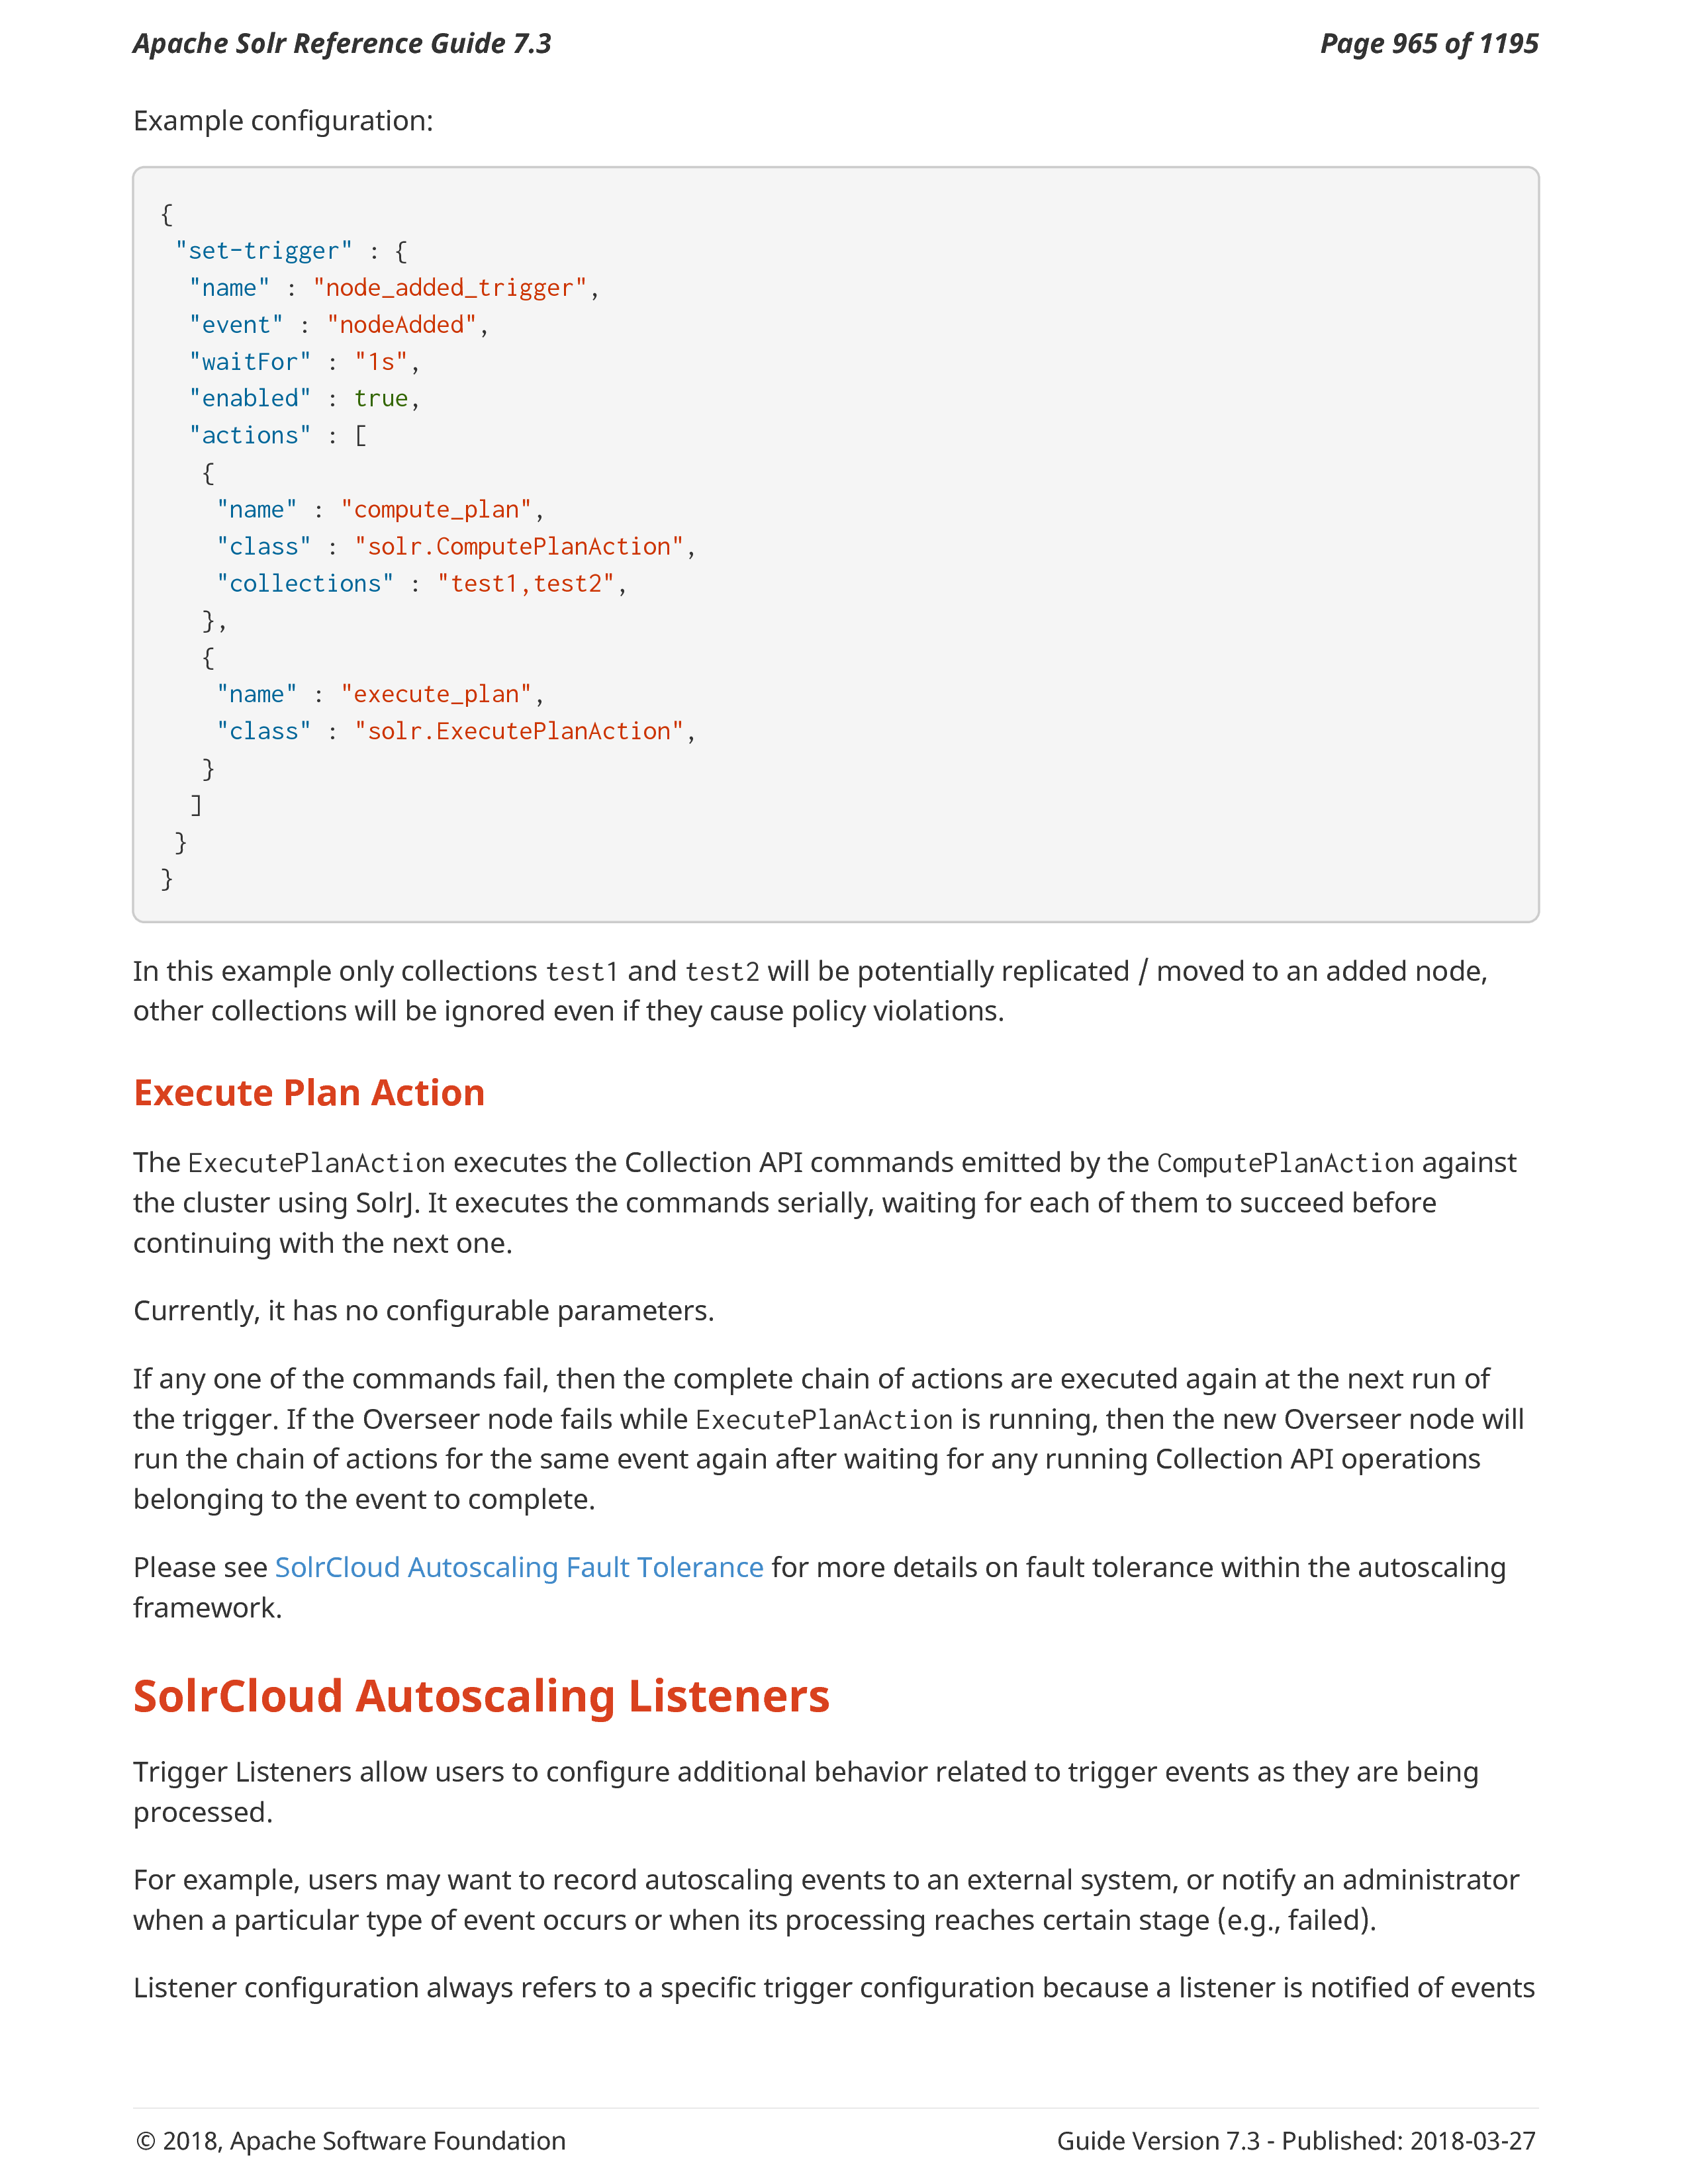 Apache Solr Reference Guide 7.3 Page 965 of 1195
Example configuration:
{
 "set-trigger" : {
  "name" : "node_added_trigger",
  "event" : "nodeAdded",
  "waitFor" : "1s",
  "enabled" : true,
  "actions" : [
   {
    "name" : "compute_plan",
    "class" : "solr.ComputePlanAction",
    "collections" : "test1,test2",
   },
   {
    "name" : "execute_plan",
    "class" : "solr.ExecutePlanAction",
   }
  ]
 }
}
In this example only collections test1 and test2 will be potentially replicated / moved to an added node,
other collections will be ignored even if they cause policy violations.
Execute Plan Action
The ExecutePlanAction executes the Collection API commands emitted by the ComputePlanAction against
the cluster using SolrJ. It executes the commands serially, waiting for each of them to succeed before
continuing with the next one.
Currently, it has no configurable parameters.
If any one of the commands fail, then the complete chain of actions are executed again at the next run of
the trigger. If the Overseer node fails while ExecutePlanAction is running, then the new Overseer node will
run the chain of actions for the same event again after waiting for any running Collection API operations
belonging to the event to complete.
Please see SolrCloud Autoscaling Fault Tolerance for more details on fault tolerance within the autoscaling
framework.
SolrCloud Autoscaling Listeners
Trigger Listeners allow users to configure additional behavior related to trigger events as they are being
processed.
For example, users may want to record autoscaling events to an external system, or notify an administrator
when a particular type of event occurs or when its processing reaches certain stage (e.g., failed).
Listener configuration always refers to a specific trigger configuration because a listener is notified of events
© 2018, Apache Software Foundation Guide Version 7.3 - Published: 2018-03-27